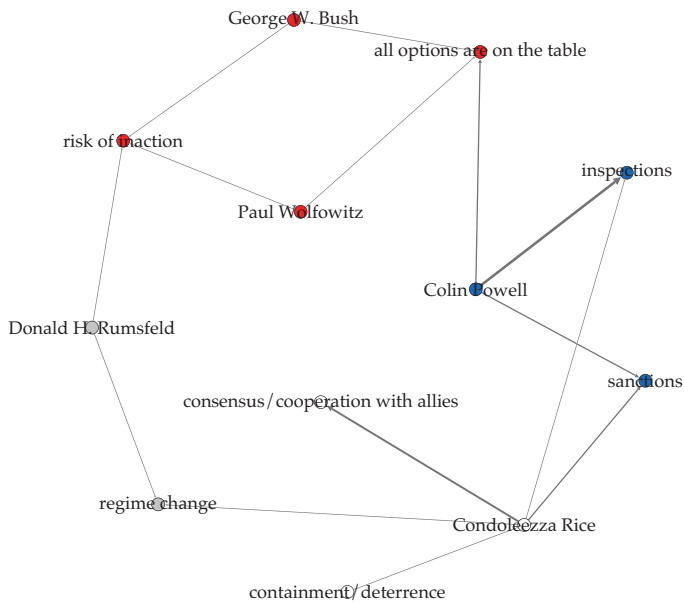 George W. Bush
all options are on the table
risk of inaction
inspections
Paul Wolfowitz
Colin Powell
Donald H. Rumsfeld
sanctions
consensus/cooperation with allies
regime change
Condoleezza Rice
containment/deterrence